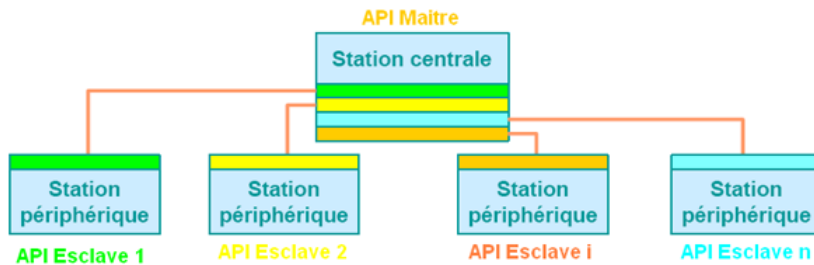 API Maitre
Station centrale
Station périphérique
Station périphérique
Station périphérique
Station périphérique
API Esclave 1
API Esclave 2
API Esclave i
API Esclave n